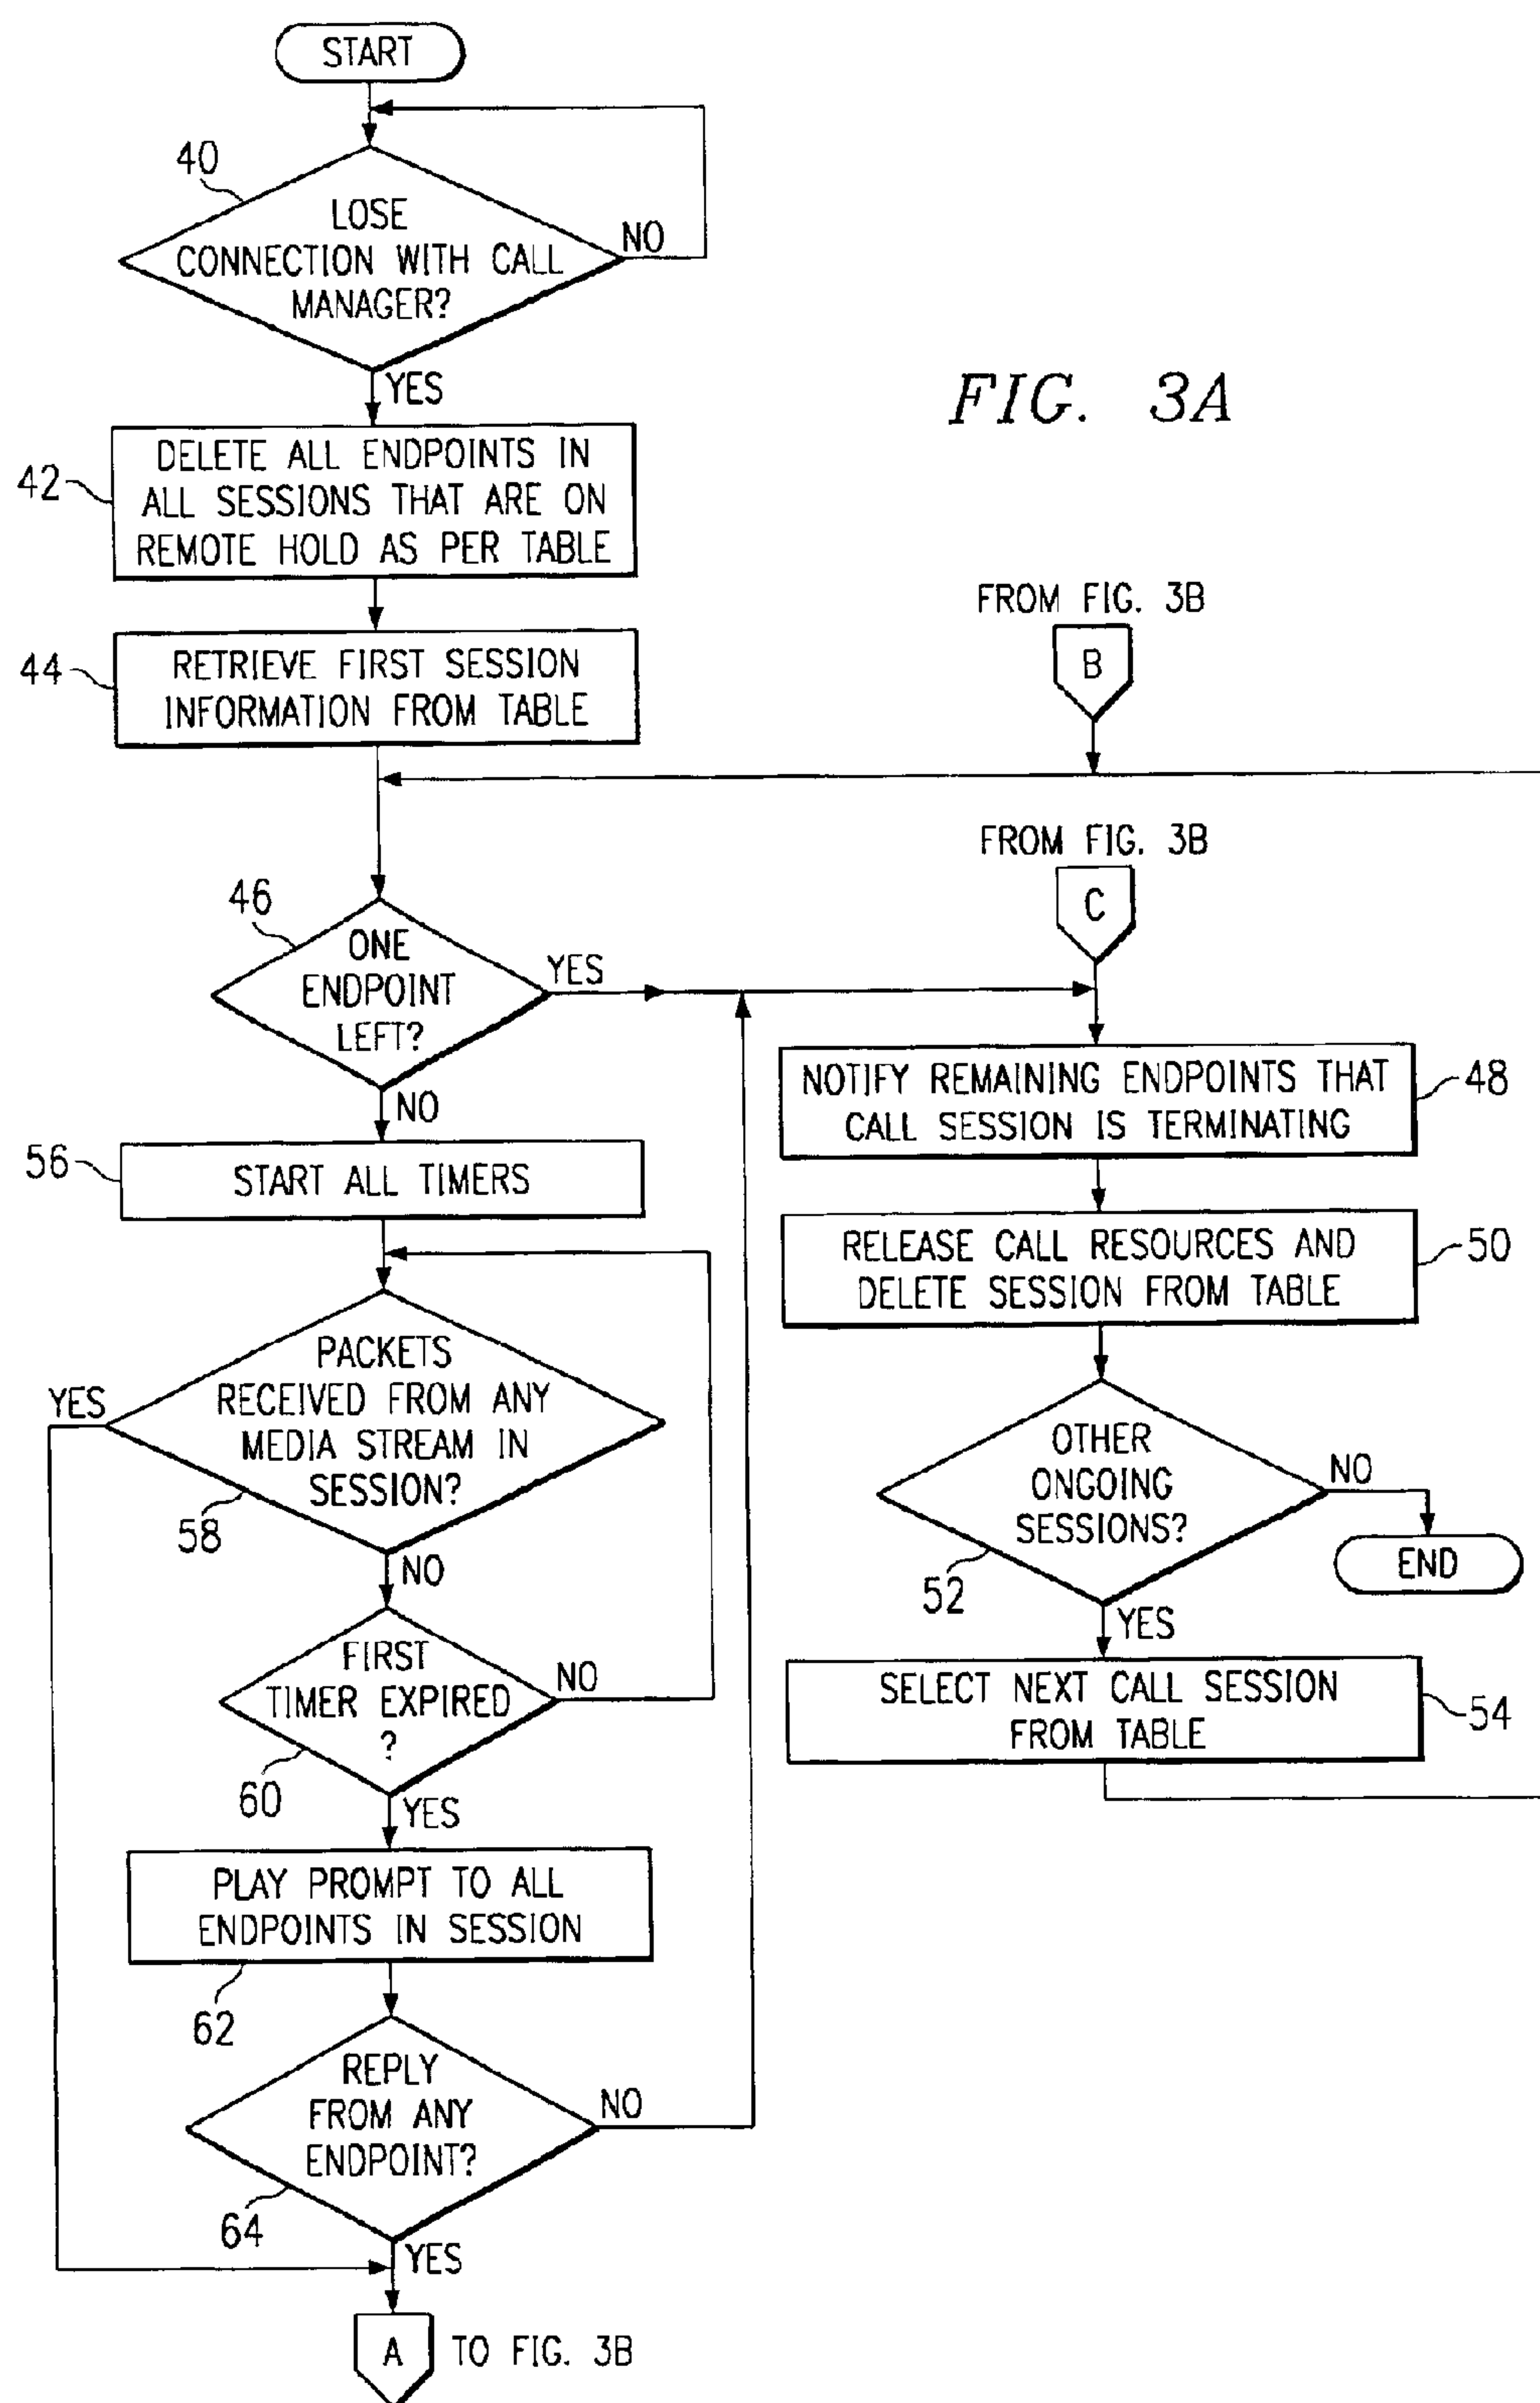 START
40
LOSE
CONNECTION WITH CALL
MANAGER?
NO
YES
FIG. 3A
42
DELETE ALL ENDPOINTS IN
ALL SESSIONS THAT ARE ON
REMOTE HOLD AS PER TABLE
44
RETRIEVE FIRST SESSION
INFORMATION FROM TABLE
FROM FIG. 3B
B
FROM FIG. 3B
C
46
ONE
ENDPOINT
LEFT?
YES
NO
NOTIFY REMAINING ENDPOINTS THAT
CALL SESSION IS TERMINATING
48
56
START ALL TIMERS
RELEASE CALL RESOURCES AND
DELETE SESSION FROM TABLE
50
PACKETS
RECEIVED FROM ANY
MEDIA STREAM IN
SESSION?
YES
58
NO
OTHER
ONGOING
SESSIONS?
NO
END
52
YES
FIRST
TIMER EXPIRED
?
NO
60
YES
SELECT NEXT CALL SESSION
FROM TABLE
54
PLAY PROMPT TO ALL
ENDPOINTS IN SESSION
62
REPLY
FROM ANY
ENDPOINT?
NO
64
YES
A
TO FIG. 3B